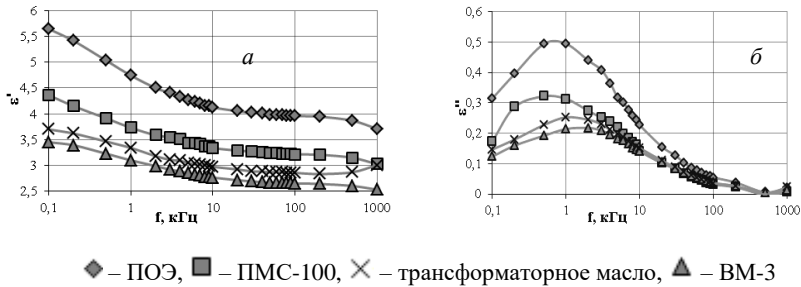 6
5,5
5
4,5
4
3,5
3
2,5
ε'
а
0,1 1 10 100 1000
f, кГц
0,6
0,5
0,4
0,3
0,2
0,1
0
ε"
б
0,1 1 10 100 1000
f, кГц
– ПОЭ, – ПМС-100, – трансформаторное масло, – ВМ-3